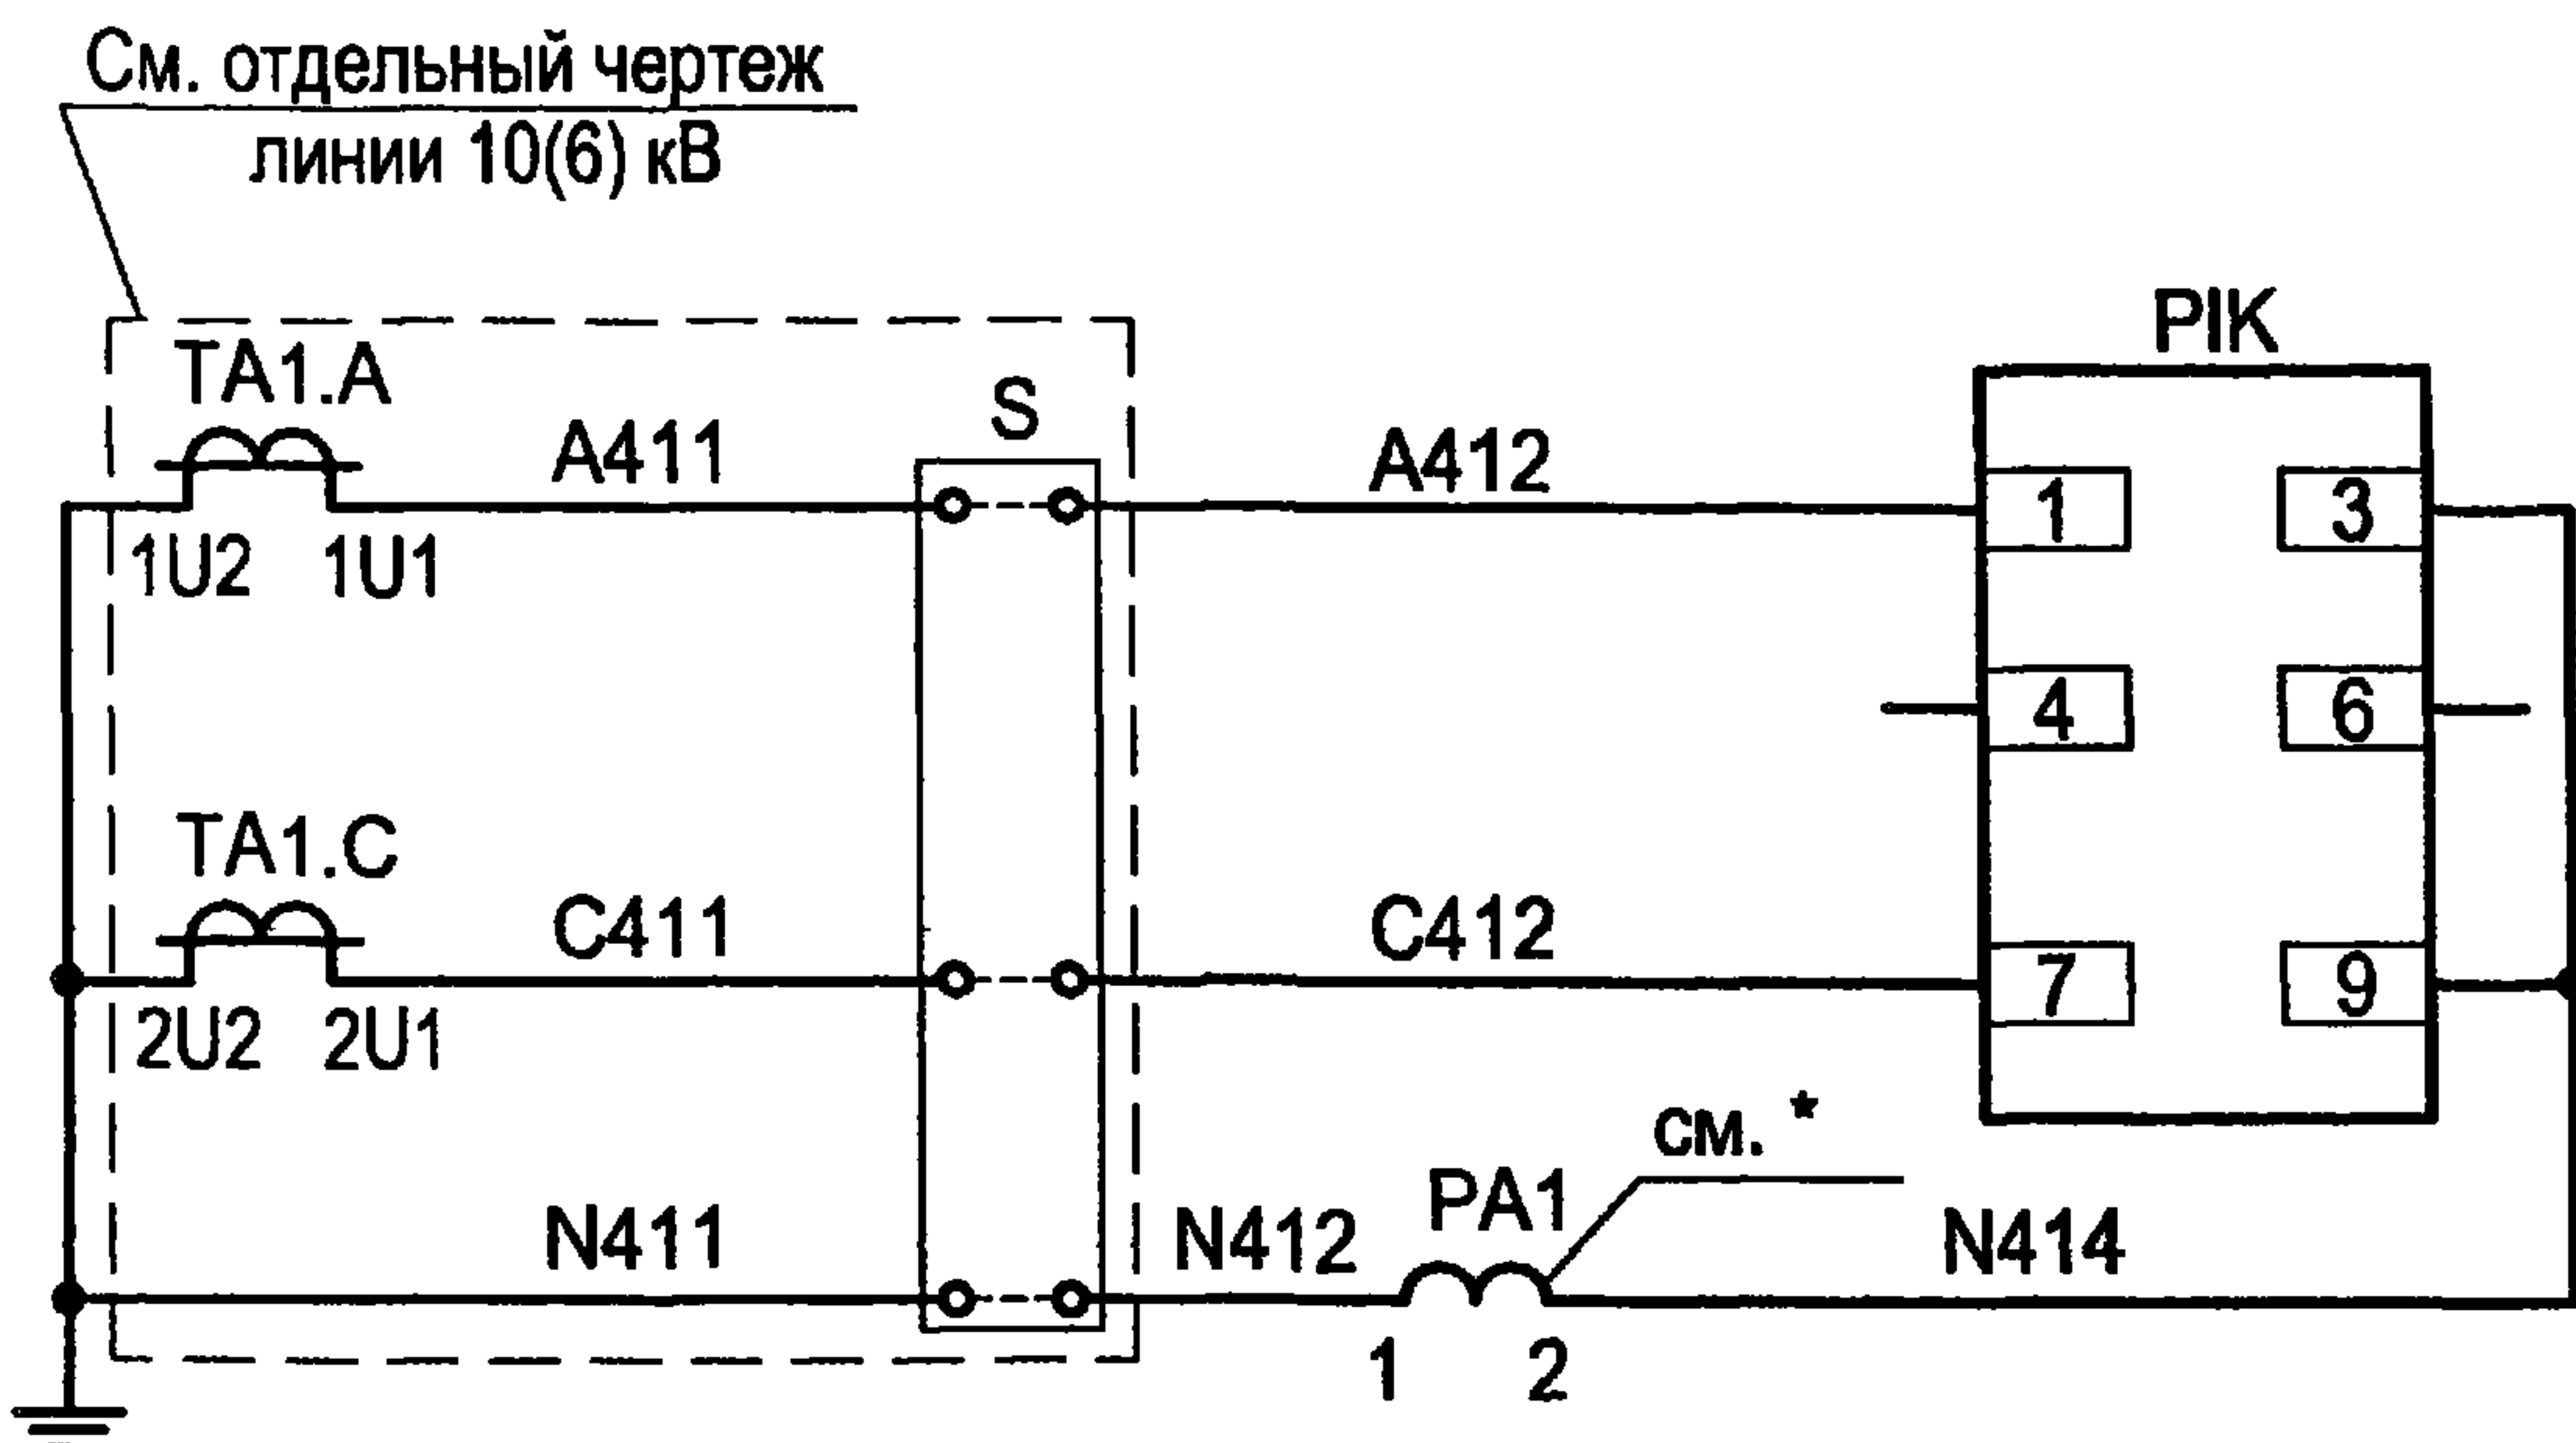 См. отдельный чертеж
линии 10(6) кВ
PIK
TA1.A
S
A411
A412
1
3
1U2
1U1
4
6
TA1.C
C411
C412
7
9
2U2
2U1
см. *
PA1
N411
N412
N414
1
2